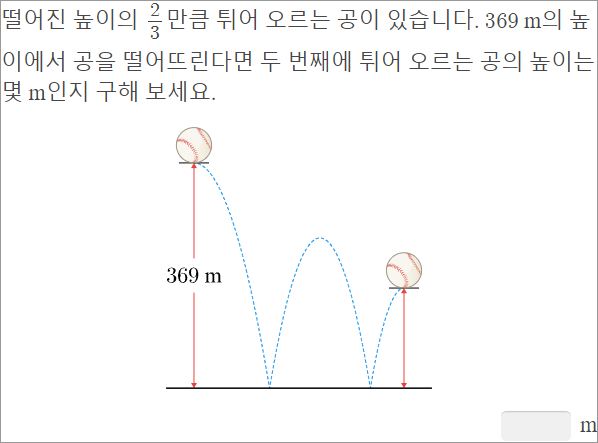 떨어진 높이의 2/3만큼 튀어 오르는 공이 있습니다. 369 m의 높
이에서 공을 떨어뜨린다면 두 번째에 튀어 오르는 공의 높이는
몇 m인지 구해 보세요.
369 m
m